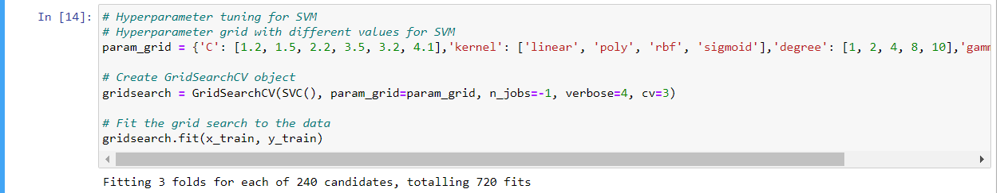 In [14]:
# Hyperparameter tuning for SVM
# Hyperparameter grid with different values for SVM
param_grid = {'C': [1.2, 1.5, 2.2, 3.5, 3.2, 4.1],'kernel': ['linear', 'poly', 'rbf', 'sigmoid'],'degree': [1, 2, 4, 8, 10],
# Create GridSearchCV object
gridsearch = GridSearchCV(SVC(), param_grid=param_grid, n_jobs=-1, verbose=4, cv=3)
# Fit the grid search to the data
gridsearch.fit(x_train, y_train)
Fitting 3 folds for each of 240 candidates, totalling 720 fits